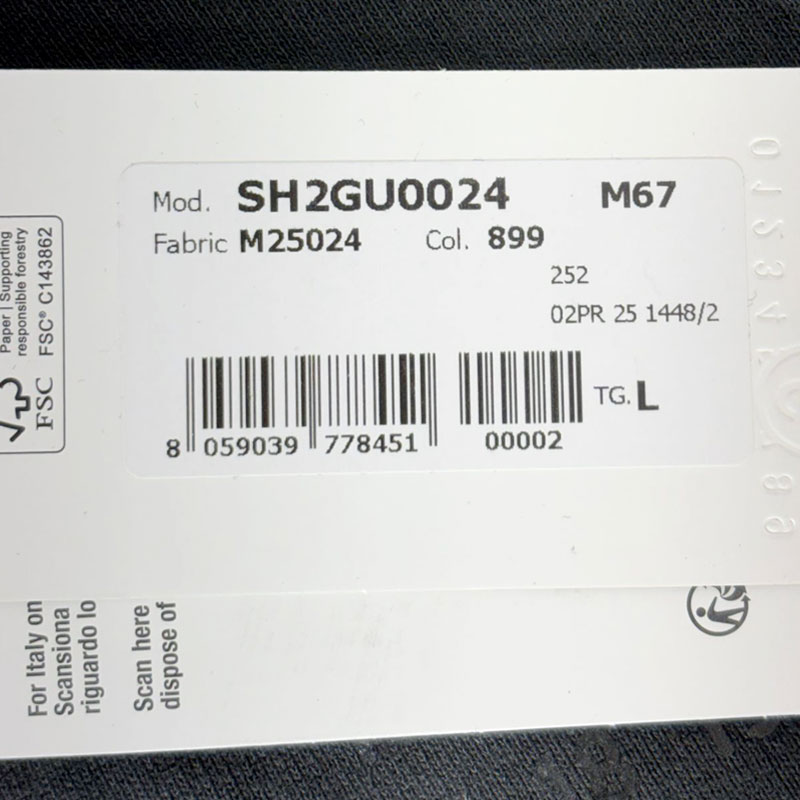 Mod. SH2GU0024 M67
Fabric M25024 Col. 899
252
02PR 25 1448/2
TG. L
8 059039 778451 00002
FSC
Paper | Supporting
responsible forestry
FSC® C143862
For Italy on
Scansiona
riguardo lo
Scan here
dispose of